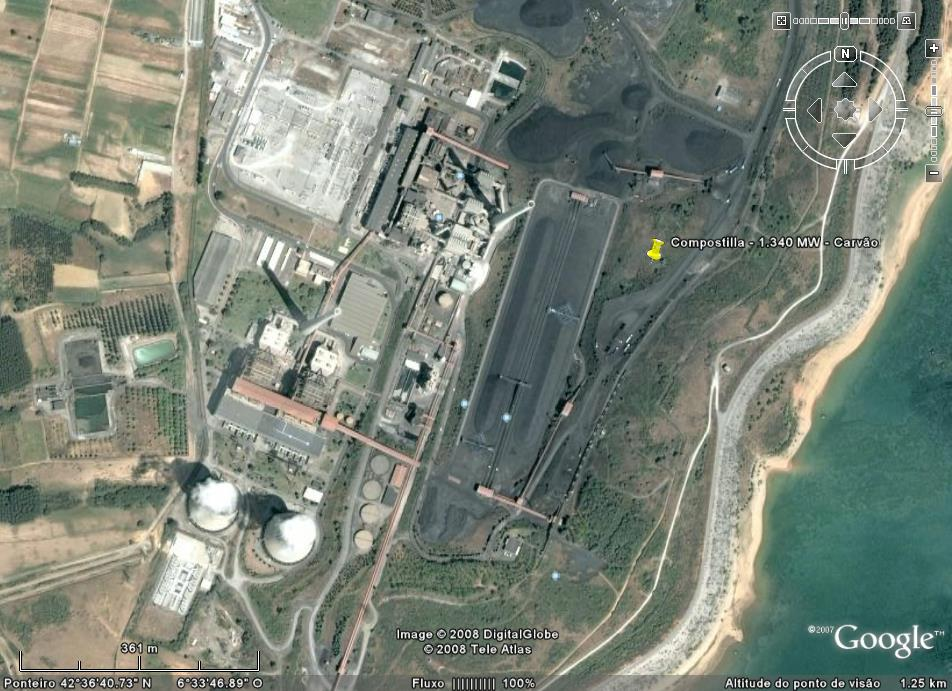 N
Compostilla - 1.340 MW - Carvão
Image © 2008 DigitalGlobe
© 2008 Tele Atlas
©2007 Google™
361 m
Ponteiro 42°36'40.73" N 6°33'46.89" O Fluxo |||||||||| 100% Altitude do ponto de visão 1.25 km